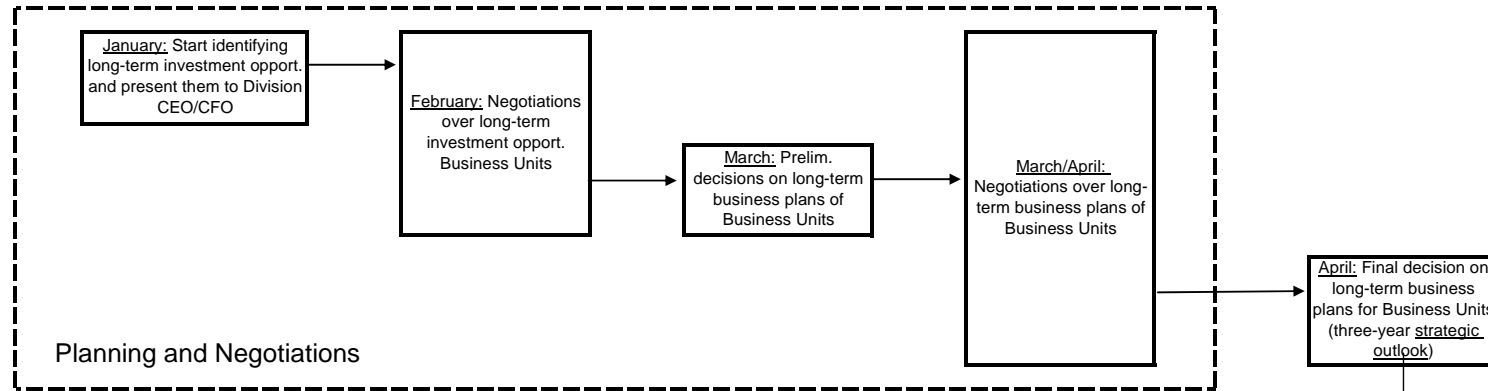 January: Start identifying
long-term investment opport.
and present them to Division
CEO/CFO
February: Negotiations
over long-term
investment opport.
Business Units
March: Prelim.
decisions on long-term
business plans of
Business Units
March/April:
Negotiations over long-
term business plans of
Business Units
April: Final decision on
long-term business
plans for Business Units
(three-year strategic
outlook)
Planning and Negotiations